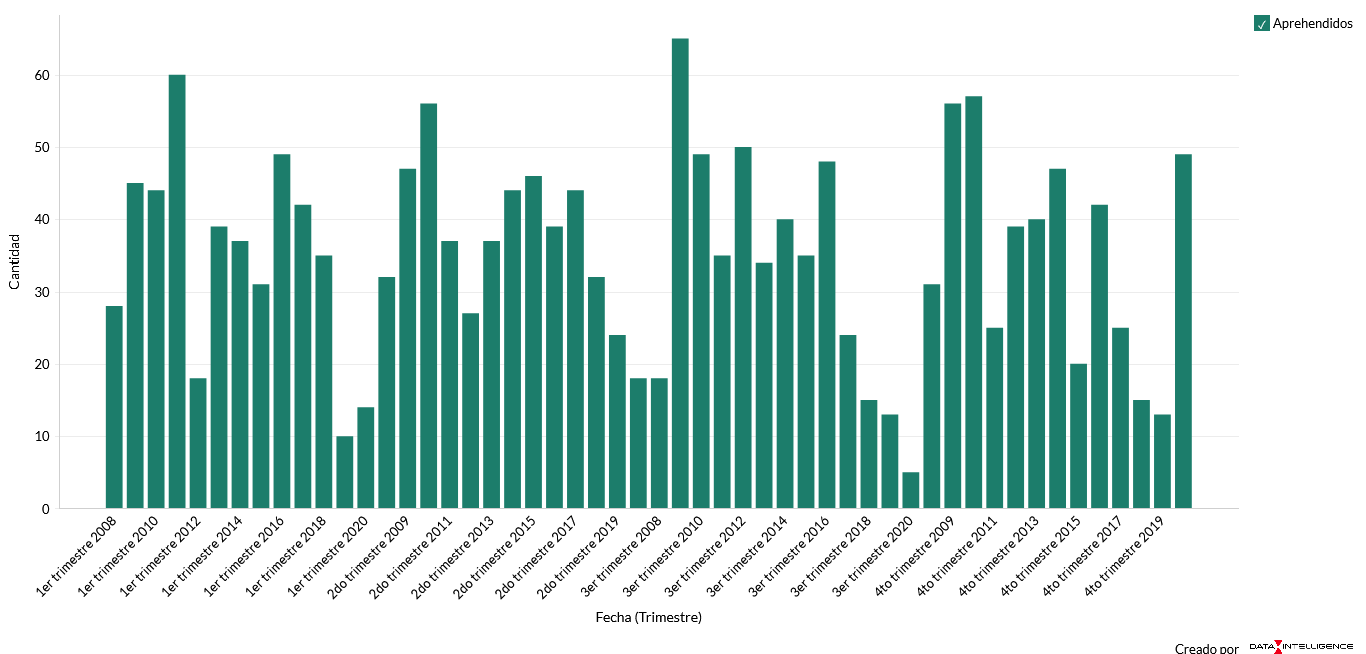 Aprehendidos
60
50
40
30
20
10
0
Cantidad
1er trimestre 2008
1er trimestre 2010
1er trimestre 2012
1er trimestre 2014
1er trimestre 2016
1er trimestre 2018
1er trimestre 2020
2do trimestre 2009
2do trimestre 2011
2do trimestre 2013
2do trimestre 2015
2do trimestre 2017
2do trimestre 2019
3er trimestre 2008
3er trimestre 2010
3er trimestre 2012
3er trimestre 2014
3er trimestre 2016
3er trimestre 2018
3er trimestre 2020
4to trimestre 2009
4to trimestre 2011
4to trimestre 2013
4to trimestre 2015
4to trimestre 2017
4to trimestre 2019
Fecha (Trimestre)
Creado por DATA INTELLIGENCE